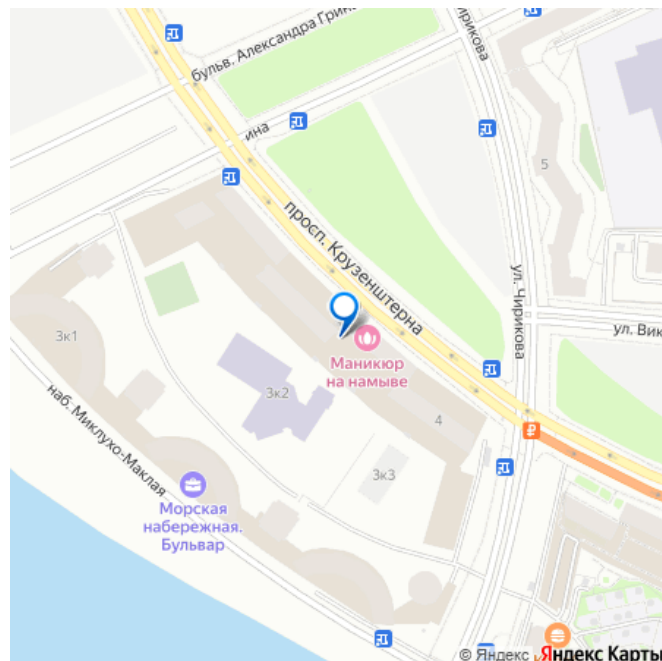 бульв. Александра Грина
ирикова
ина
5
просп. Крузенштерна
ул. Чирикова
ул. Вик
3к1
Маникюр
на намыве
3к2
наб. Миклухо-Маклая
4
3к3
Морская
набережная.
Бульвар
© Яндекс Яндекс Карты